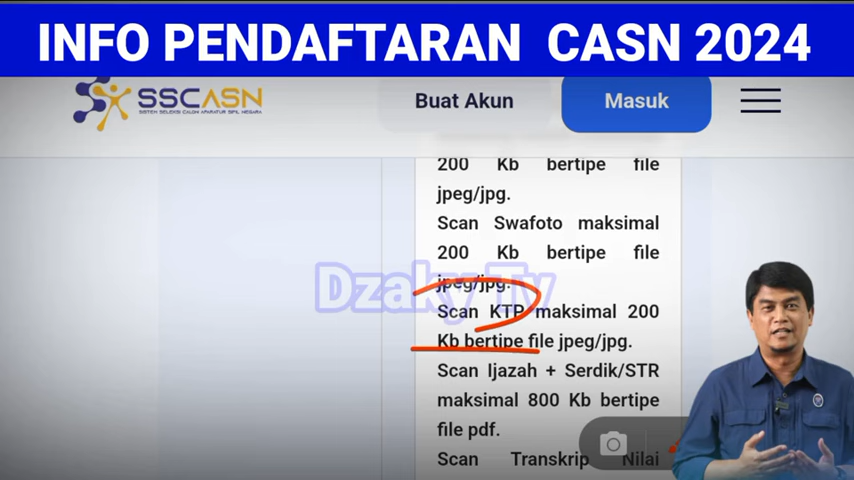 INFO PENDAFTARAN CASN 2024
SSCASN
SISTEM SELEKSI CALON APARATUR SIPIL NEGARA
Buat Akun
Masuk
200 Kb bertipe file
jpeg/jpg.
Scan Swafoto maksimal
200 Kb bertipe file
jpeg/jpg.
Dzaky Tv
Scan KTP maksimal 200
Kb bertipe file jpeg/jpg.
Scan Ijazah + Serdik/STR
maksimal 800 Kb bertipe
file pdf.
Scan Transkrip Nilai